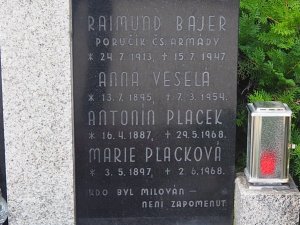 RAIMUND BAJER
PORUČÍK ČS. ARMÁDY
* 24.7.1913, † 15.7.1947.
ANNA VESELÁ
* 13.7.1895, † 7.3.1954.
ANTONÍN PLACEK
* 16.4.1887, † 29.5.1968.
MARIE PLACKOVÁ
* 3.5.1897, † 2.6.1968.
KDO BYL MILOVÁN –
NENÍ ZAPOMENUT.